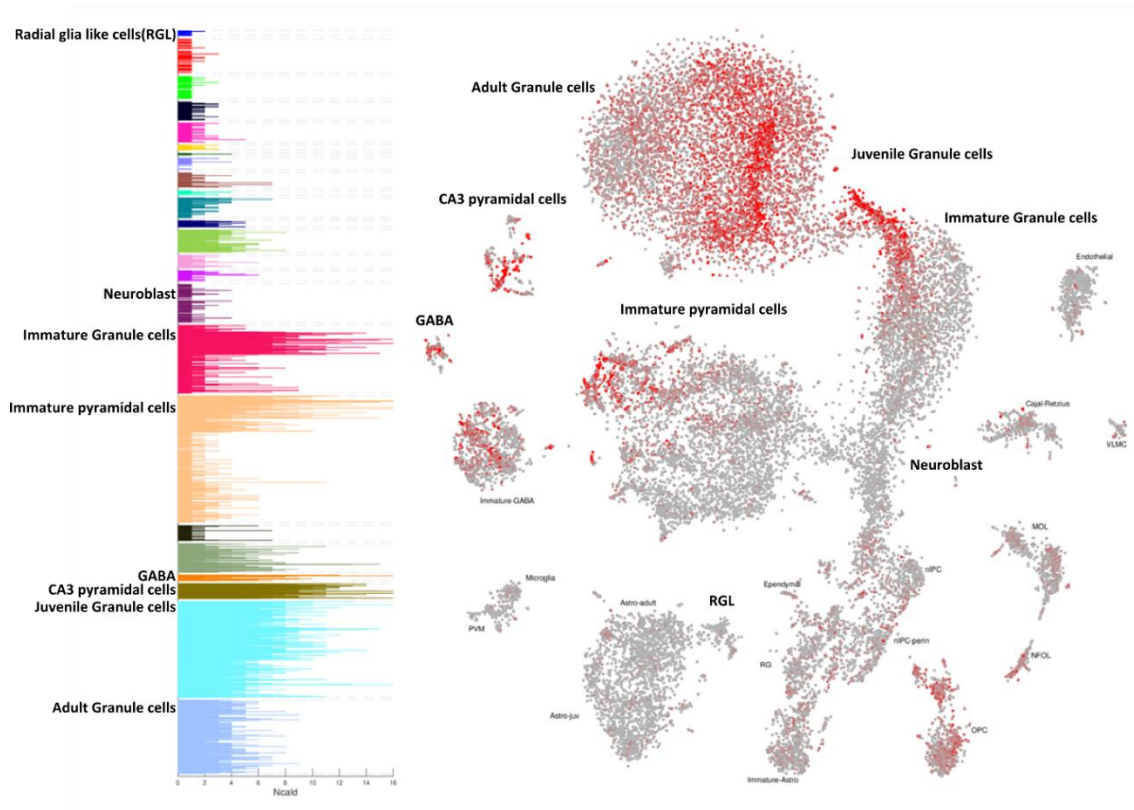 Radial glia like cells(RGL)
Neuroblast
Immature Granule cells
Immature pyramidal cells
GABA
CA3 pyramidal cells
Juvenile Granule cells
Adult Granule cells
0 2 4 6 8 10 12 14 16
Ncald
Adult Granule cells
Juvenile Granule cells
CA3 pyramidal cells
Immature Granule cells
Endothelial
Immature pyramidal cells
GABA
Cajal-Retzius
VLMC
Neuroblast
Immature-GABA
MOL
nIPC
Microglia
Ependymal
Astro-adult
RGL
PVM
nIPC-perin
NFOL
RG
Astro-juv
OPC
Immature-Astro